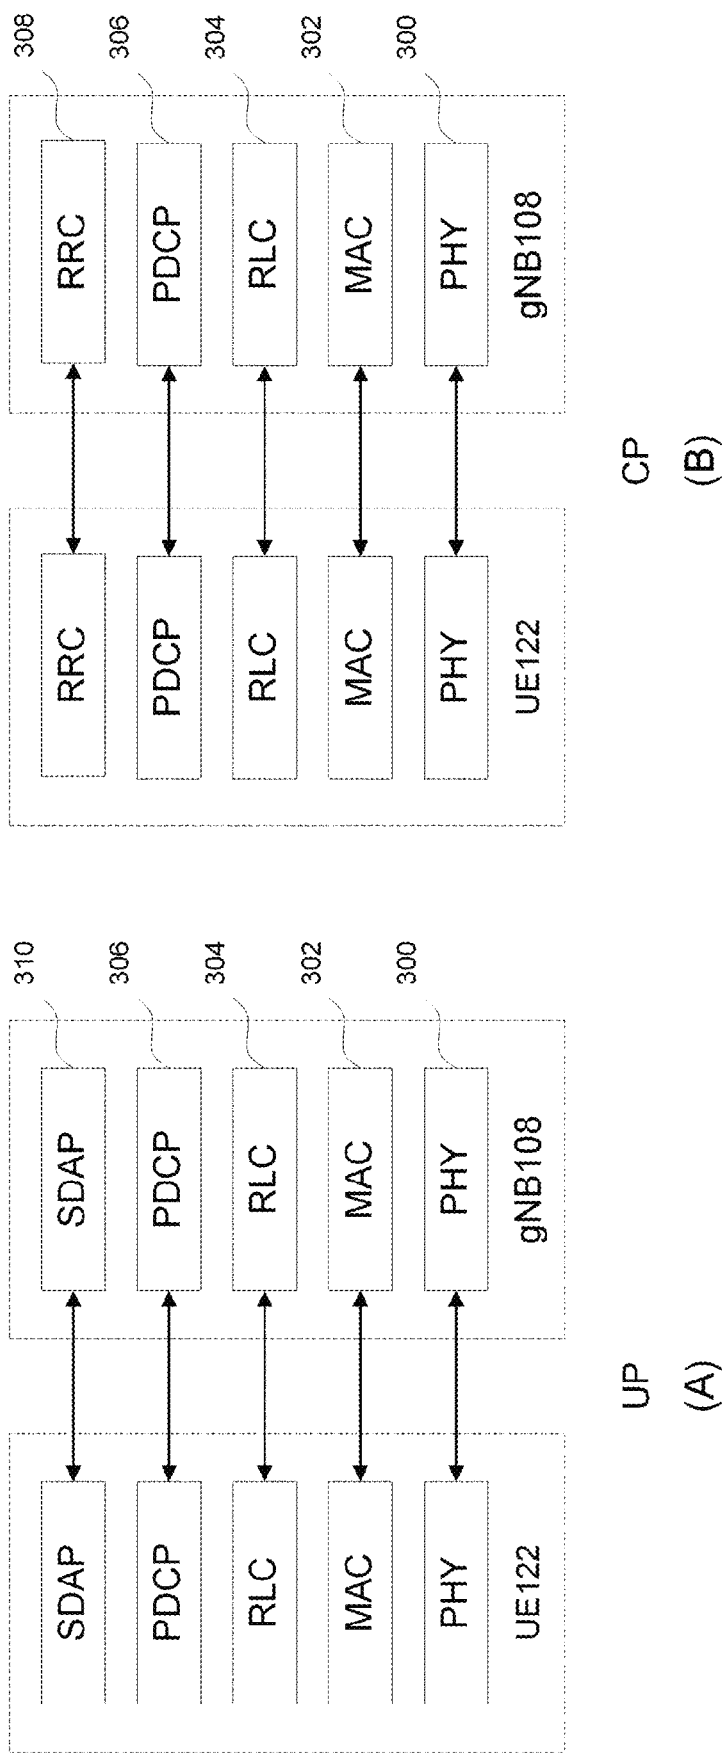 SDAP SDAP 310
PDCP PDCP 306
RLC RLC 304
MAC MAC 302
PHY PHY 300
UE122 gNB108
UP
(A)
RRC RRC 308
PDCP PDCP 306
RLC RLC 304
MAC MAC 302
PHY PHY 300
UE122 gNB108
CP
(B)